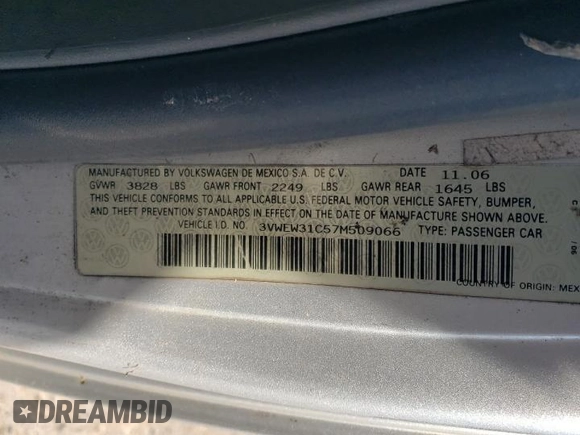 MANUFACTURED BY VOLKSWAGEN DE MEXICO S.A. DE C.V. DATE 11.06
GVWR 3828 LBS GAWR FRONT 2249 LBS GAWR REAR 1645 LBS
THIS VEHICLE CONFORMS TO ALL APPLICABLE U.S. FEDERAL MOTOR VEHICLE SAFETY, BUMPER,
AND THEFT PREVENTION STANDARDS IN EFFECT ON THE DATE OF MANUFACTURE SHOWN ABOVE.
VEHICLE I.D. NO. 3VWEW31C57M509066 TYPE: PASSENGER CAR
COUNTRY OF ORIGIN: MEX
DREAMBID